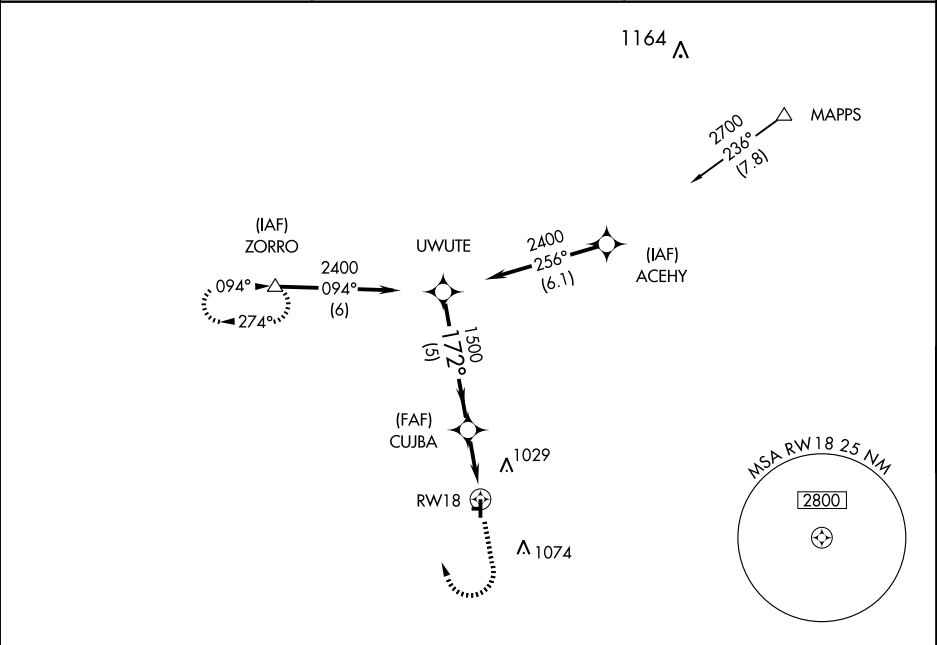 1164
MAPPS
2700
236°
(7.8)
(IAF)
ZORRO
UWUTE
2400
256°
(6.1)
(IAF)
ACEHY
094°
2400
094°
(6)
274°
1500
172°
(5)
(FAF)
CUJBA
1029
RW18
1074
MSA RW18 25 NM
2800